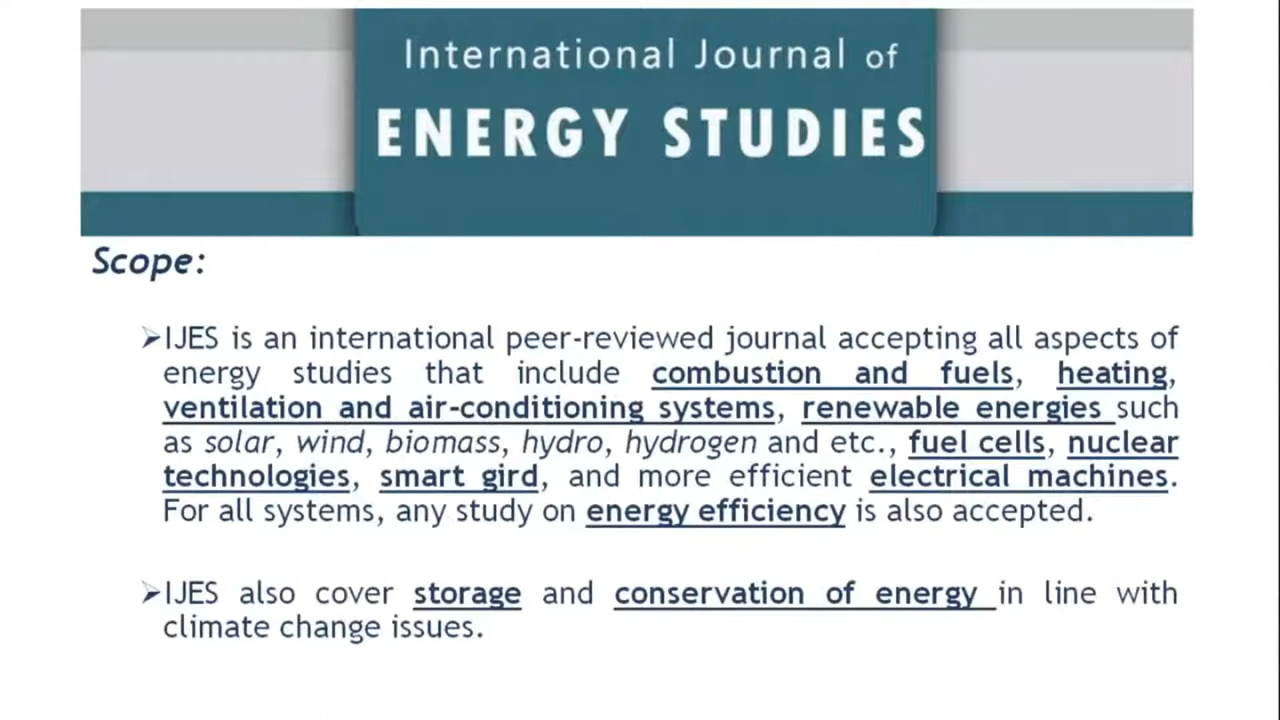 International Journal of
ENERGY STUDIES
Scope:
➢IJES is an international peer-reviewed journal accepting all aspects of
energy studies that include combustion and fuels, heating,
ventilation and air-conditioning systems, renewable energies such
as solar, wind, biomass, hydro, hydrogen and etc., fuel cells, nuclear
technologies, smart gird, and more efficient electrical machines.
For all systems, any study on energy efficiency is also accepted.
➢IJES also cover storage and conservation of energy in line with
climate change issues.